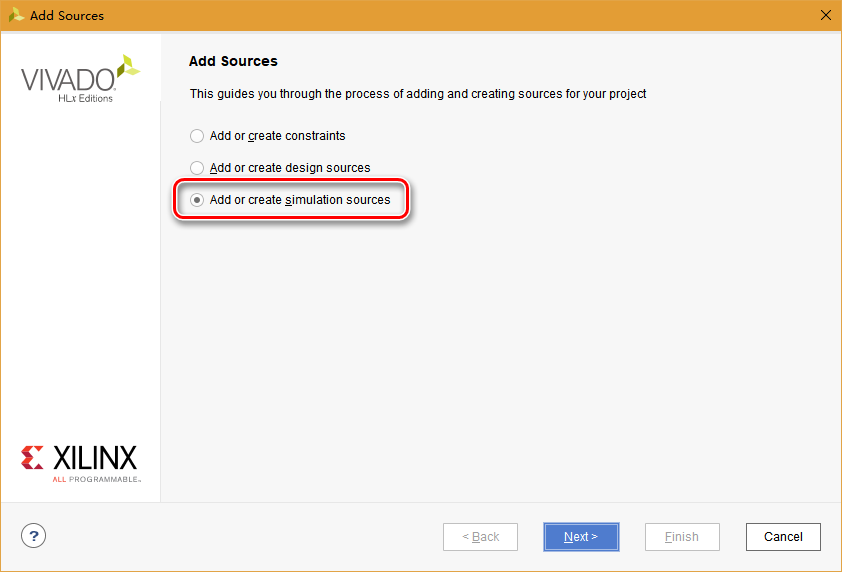 Add Sources
VIVADO
HLx Editions
Add Sources
This guides you through the process of adding and creating sources for your project
Add or create constraints
Add or create design sources
Add or create simulation sources
XILINX
ALL PROGRAMMABLE™
?
< Back
Next >
Finish
Cancel